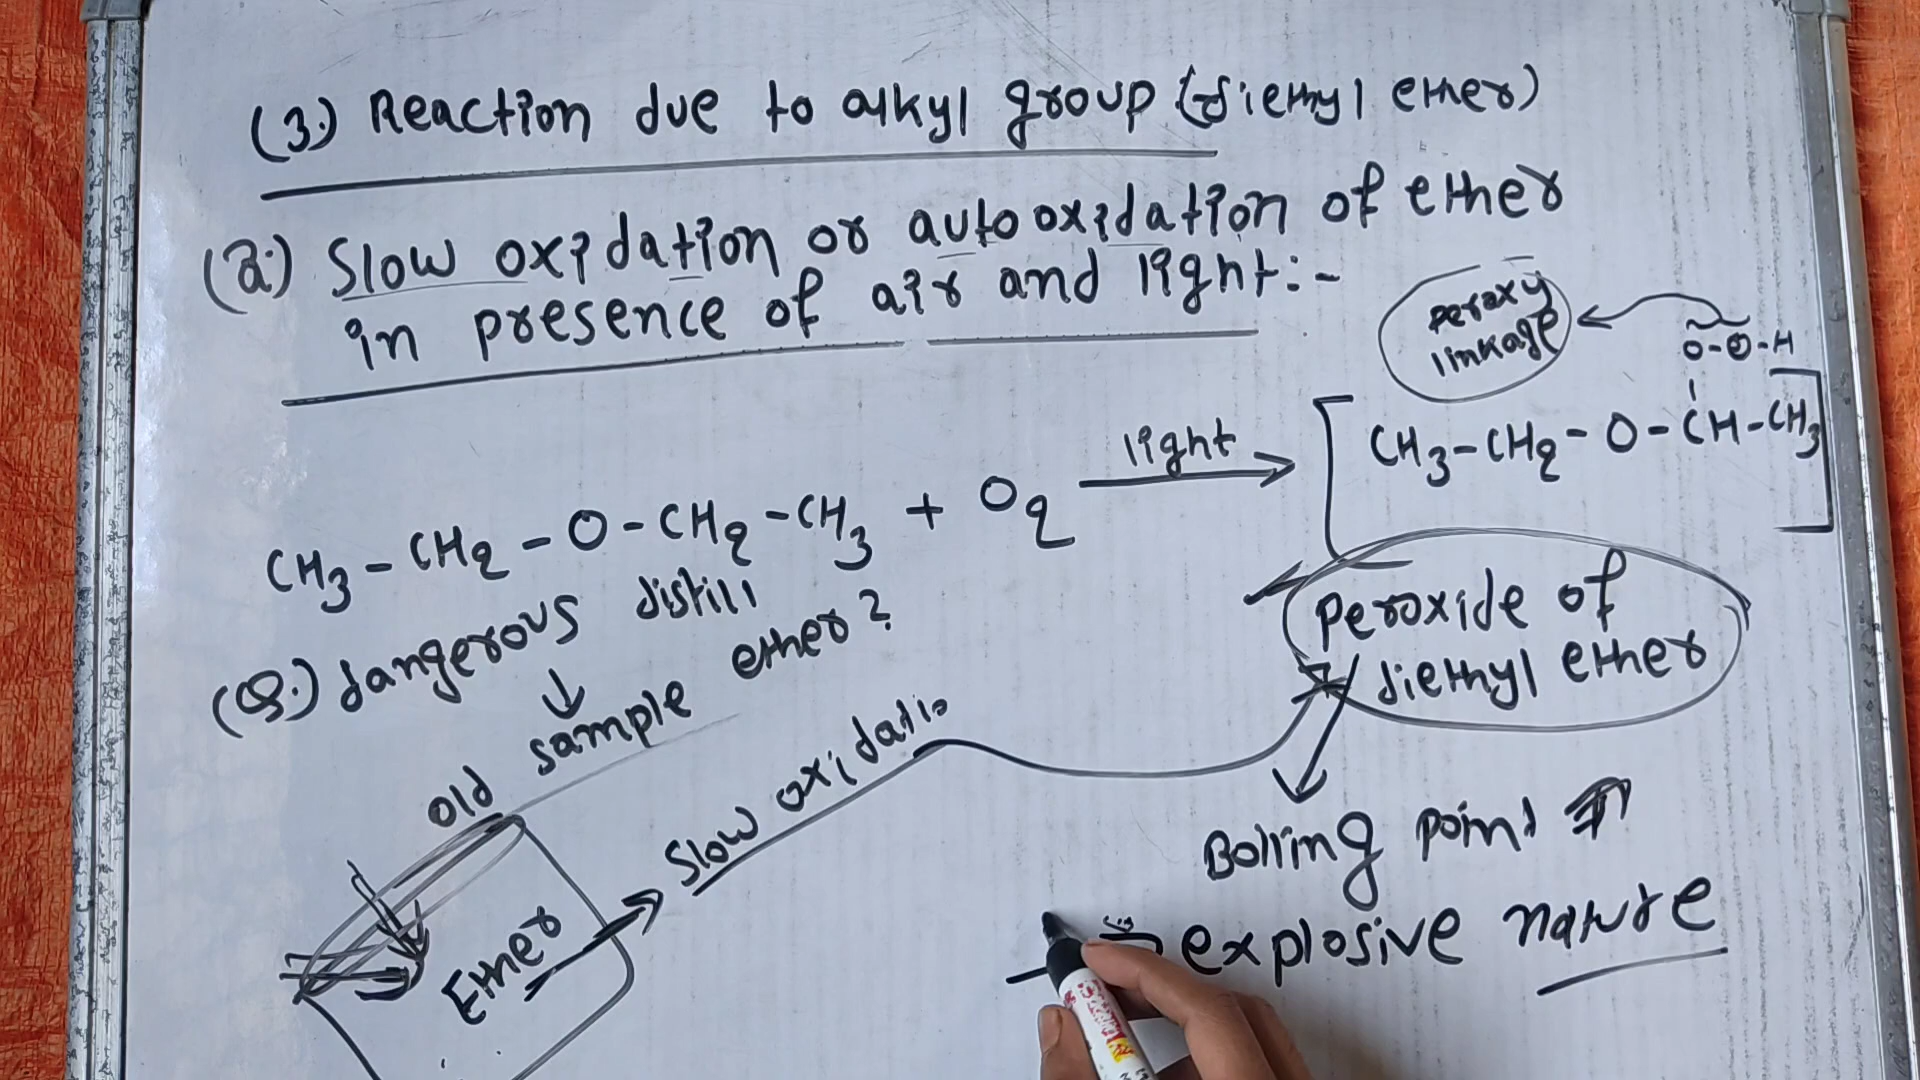 (3.) Reaction due to alkyl group (diethyl ether)
(a.) Slow oxidation or autooxidation of ether
in presence of air and light:-
peroxy
linkage
O-O-H
CH3-CH2-O-CH2-CH3 + O2 light → [CH3-CH2-O-CH-CH3]
peroxide of
diethyl ether
(Q.) dangerous distill
old sample ether?
Ether → Slow oxidatio
Boiling point ↑
explosive nature